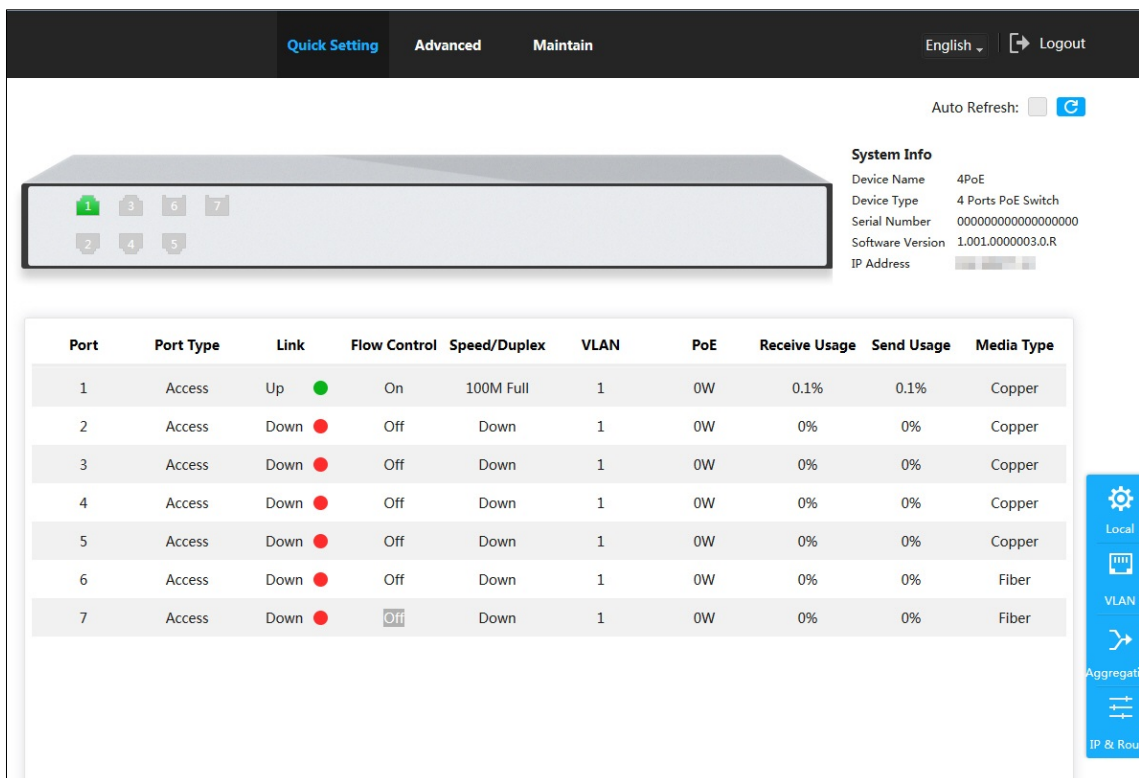 Quick Setting Advanced Maintain English Logout
Auto Refresh:
System Info
Device Name 4PoE
Device Type 4 Ports PoE Switch
Serial Number 000000000000000000
Software Version 1.001.0000003.0.R
IP Address
1 3 6 7
2 4 5
Port Port Type Link Flow Control Speed/Duplex VLAN PoE Receive Usage Send Usage Media Type
1 Access Up On 100M Full 1 0W 0.1% 0.1% Copper
2 Access Down Off Down 1 0W 0% 0% Copper
3 Access Down Off Down 1 0W 0% 0% Copper
4 Access Down Off Down 1 0W 0% 0% Copper
5 Access Down Off Down 1 0W 0% 0% Copper
6 Access Down Off Down 1 0W 0% 0% Fiber
7 Access Down Off Down 1 0W 0% 0% Fiber
Local
VLAN
Aggregati
IP & Rou